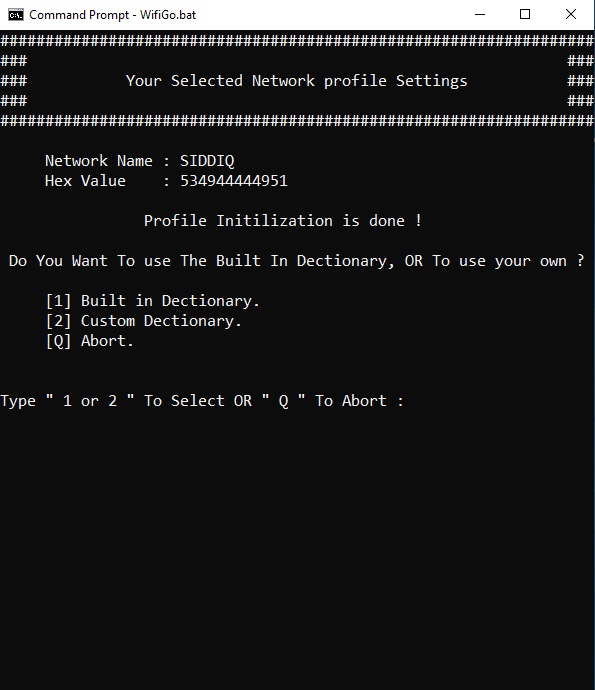 Command Prompt - WifiGo.bat
##################################################################
### ###
### Your Selected Network profile Settings ###
### ###
##################################################################
Network Name : SIDDIQ
Hex Value : 534944444951
Profile Initilization is done !
Do You Want To use The Built In Dectionary, OR To use your own ?
[1] Built in Dectionary.
[2] Custom Dectionary.
[Q] Abort.
Type " 1 or 2 " To Select OR " Q " To Abort :